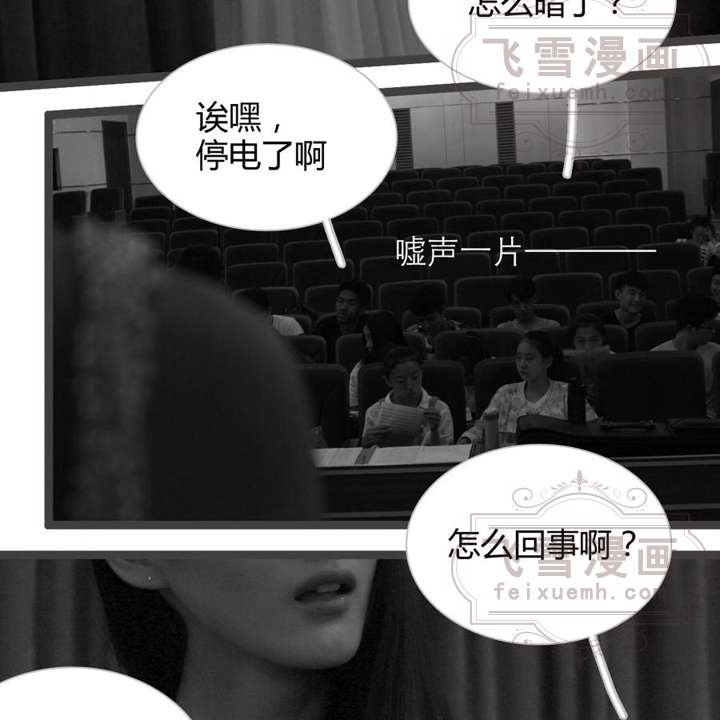 怎么暗了？
飞雪漫画
feixuemh.com
诶嘿，
停电了啊
嘘声一片————
怎么回事啊？
飞雪漫画
feixuemh.com